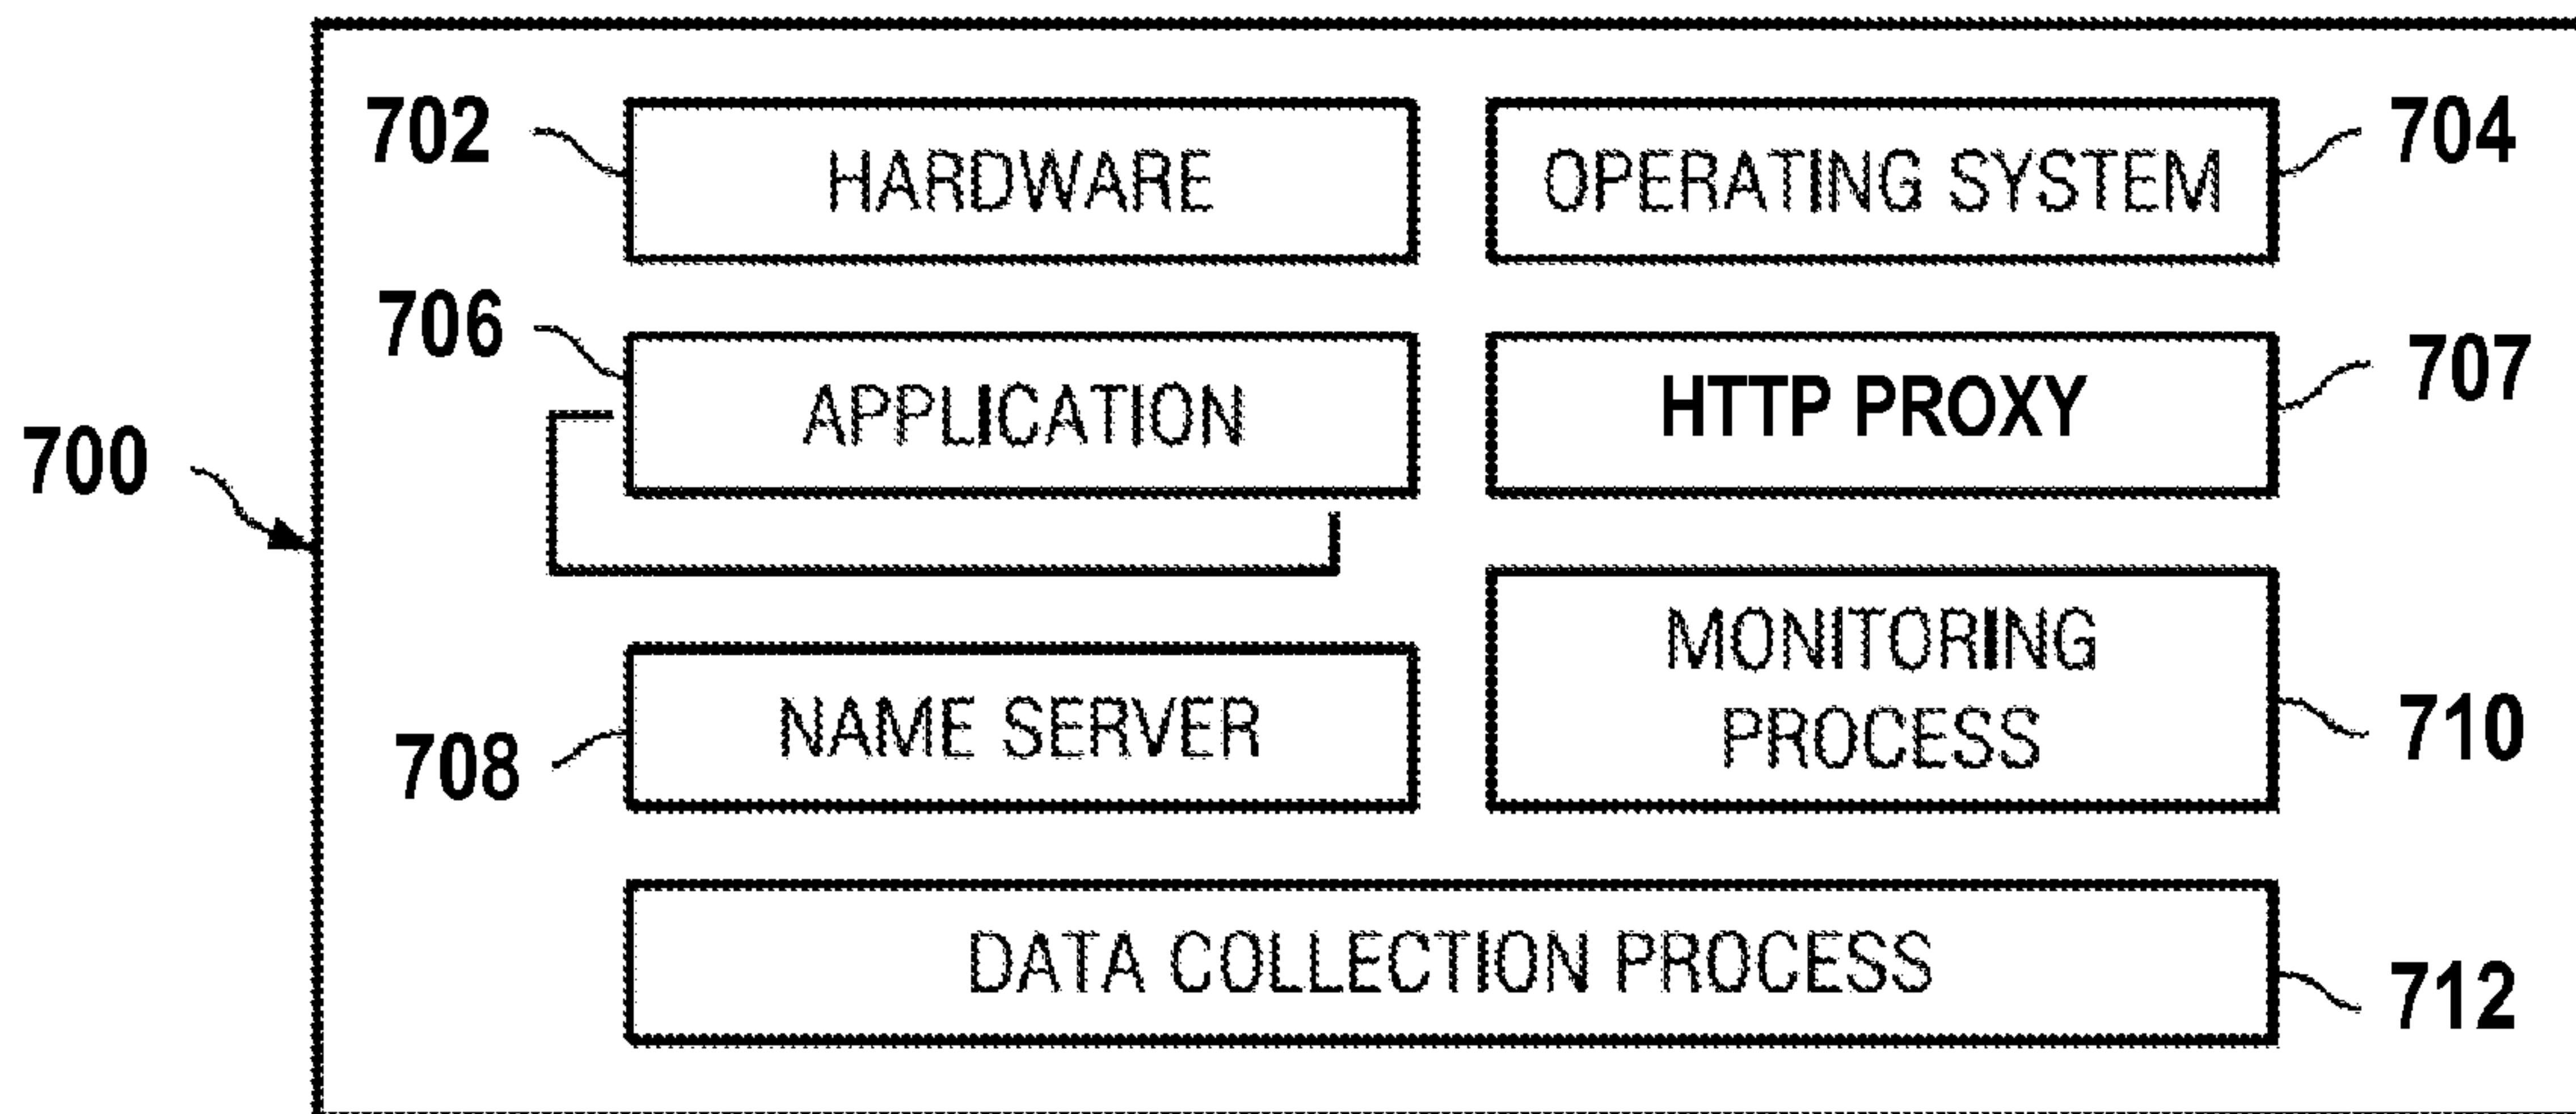 702
HARDWARE
OPERATING SYSTEM
704
706
APPLICATION
HTTP PROXY
707
700
MONITORING
PROCESS
710
708
NAME SERVER
DATA COLLECTION PROCESS
712